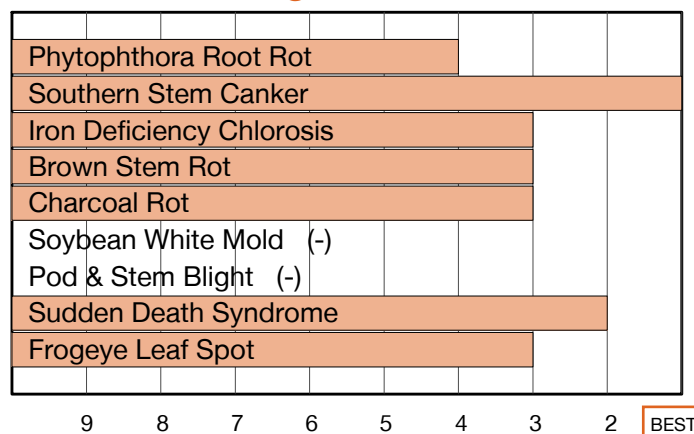 Phytophthora Root Rot
Southern Stem Canker
Iron Deficiency Chlorosis
Brown Stem Rot
Charcoal Rot
Soybean White Mold (-)
Pod & Stem Blight (-)
Sudden Death Syndrome
Frogeye Leaf Spot
9 8 7 6 5 4 3 2 BEST